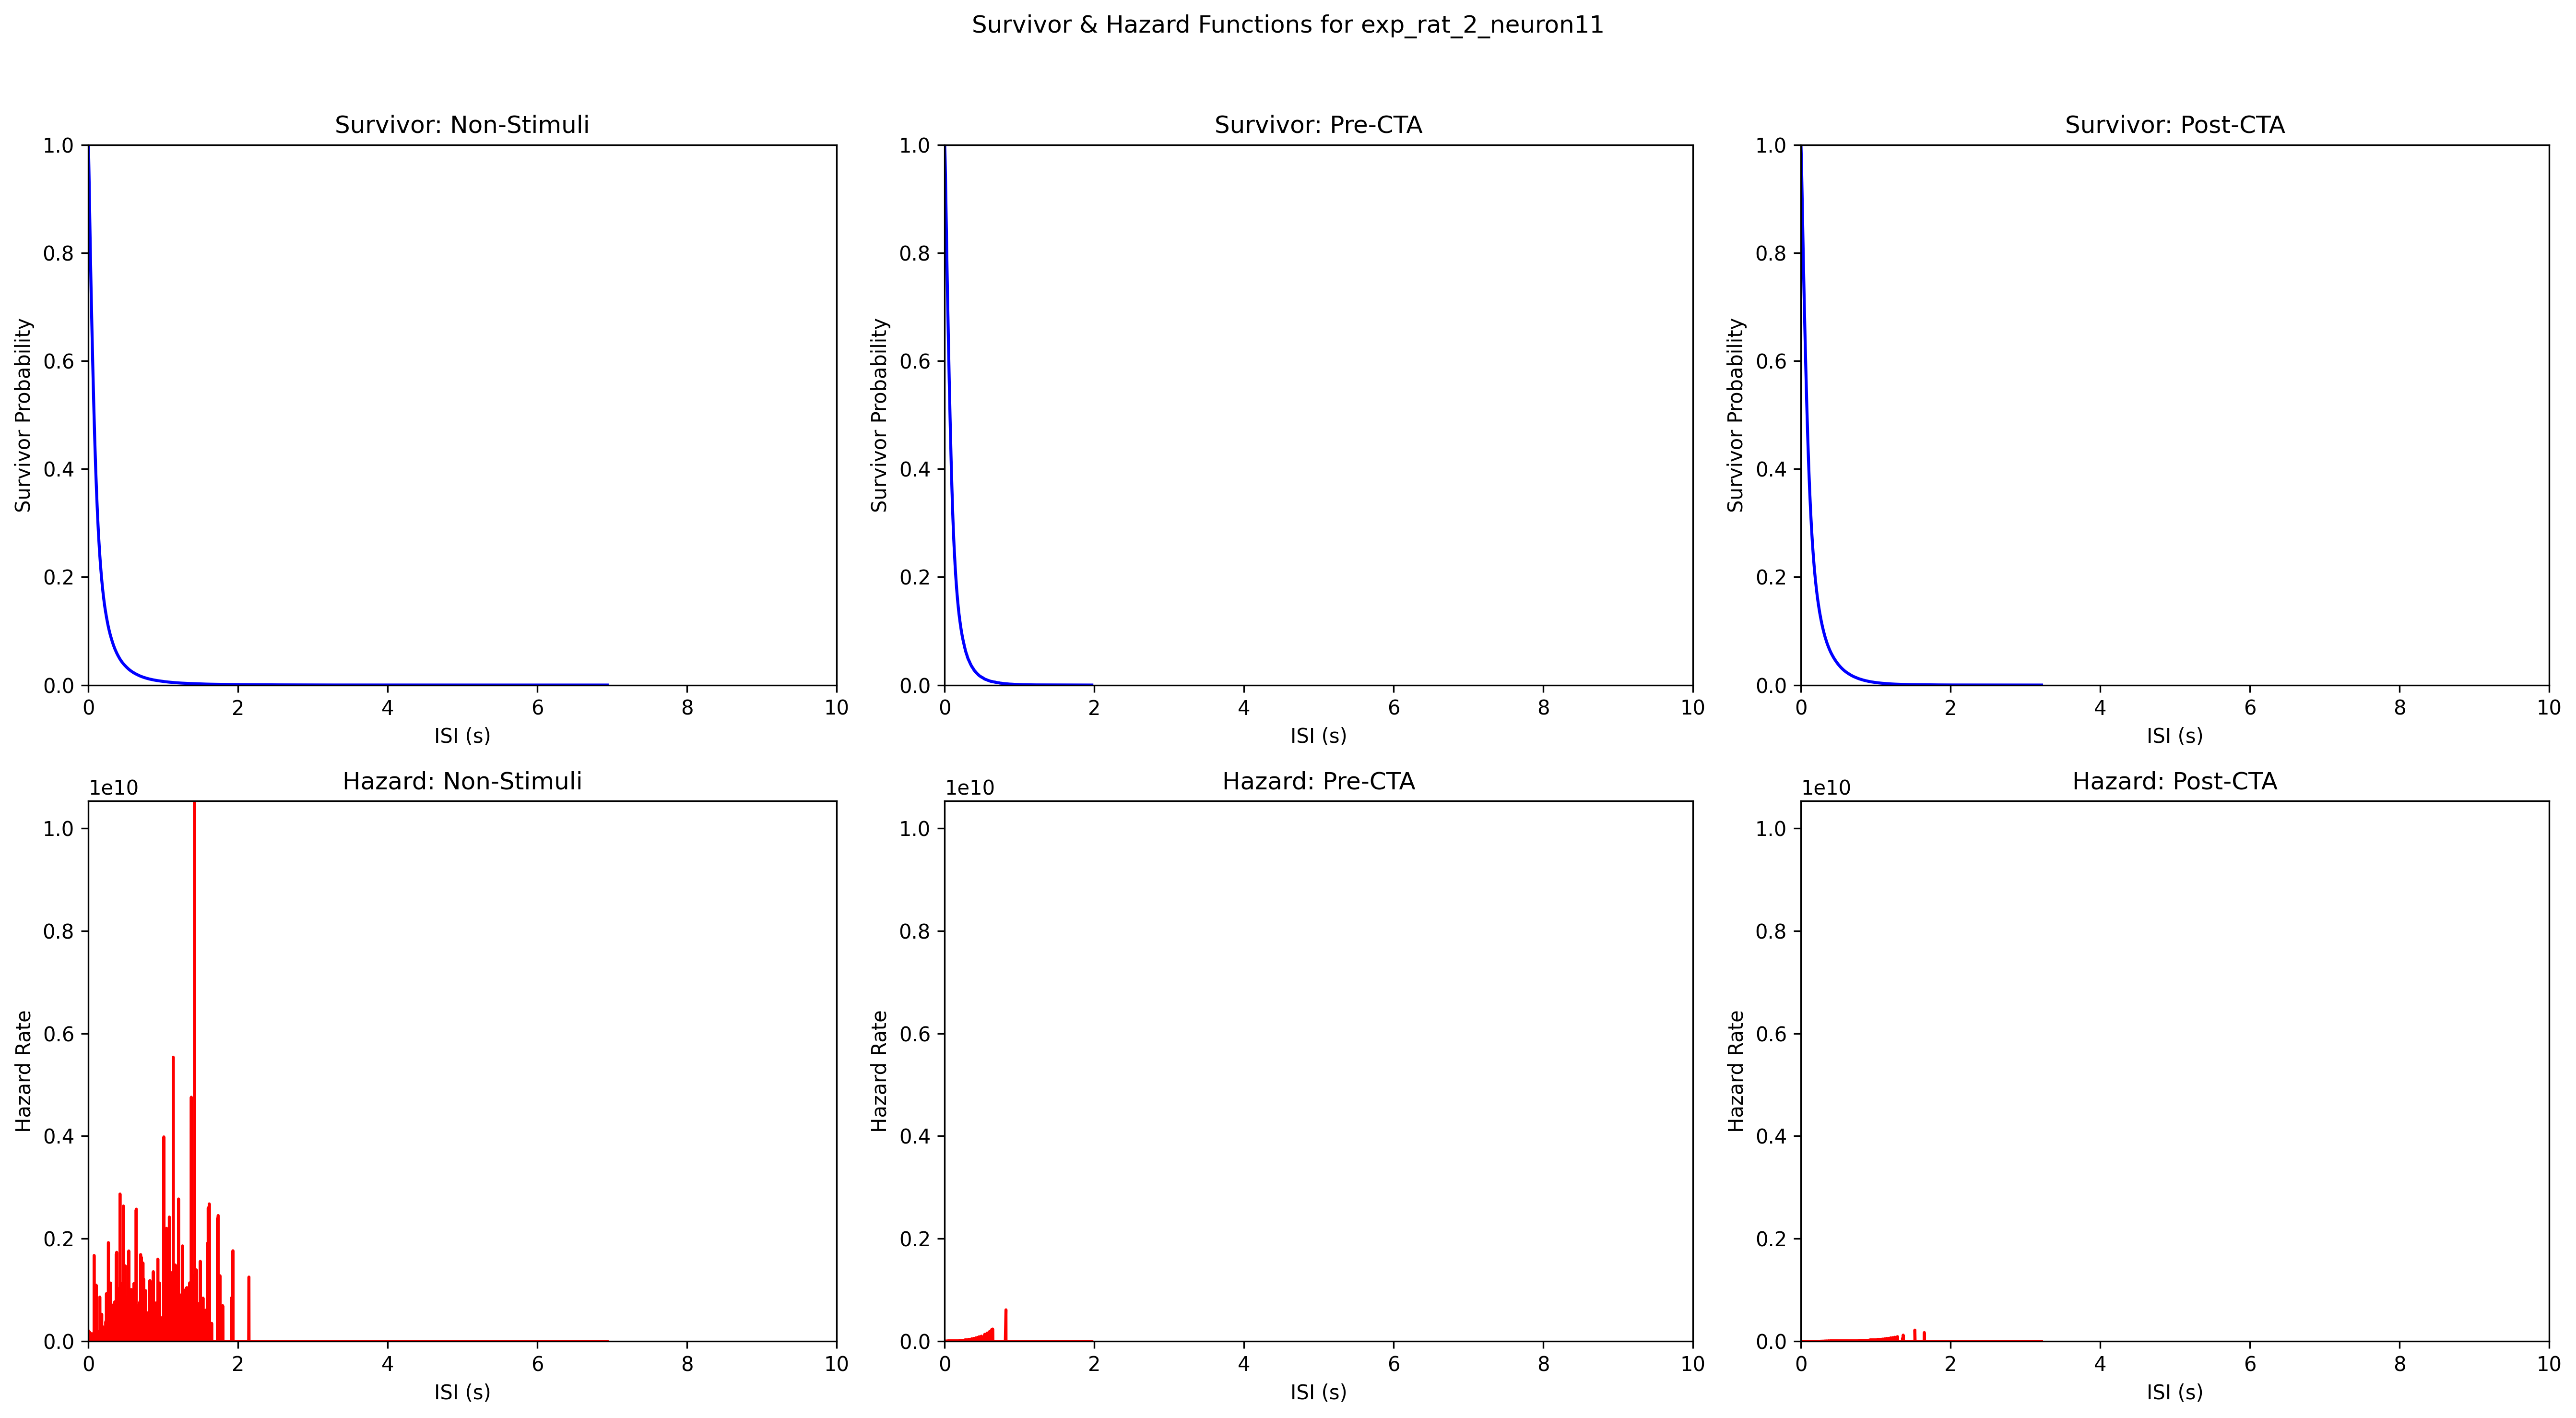 Survivor & Hazard Functions for exp_rat_2_neuron11
Survivor: Non-Stimuli
Survivor Probability
1.0
0.8
0.6
0.4
0.2
0.0
0 2 4 6 8 10
ISI (s)
Survivor: Pre-CTA
Survivor Probability
1.0
0.8
0.6
0.4
0.2
0.0
0 2 4 6 8 10
ISI (s)
Survivor: Post-CTA
Survivor Probability
1.0
0.8
0.6
0.4
0.2
0.0
0 2 4 6 8 10
ISI (s)
Hazard: Non-Stimuli
1e10
Hazard Rate
1.0
0.8
0.6
0.4
0.2
0.0
0 2 4 6 8 10
ISI (s)
Hazard: Pre-CTA
1e10
Hazard Rate
1.0
0.8
0.6
0.4
0.2
0.0
0 2 4 6 8 10
ISI (s)
Hazard: Post-CTA
1e10
Hazard Rate
1.0
0.8
0.6
0.4
0.2
0.0
0 2 4 6 8 10
ISI (s)